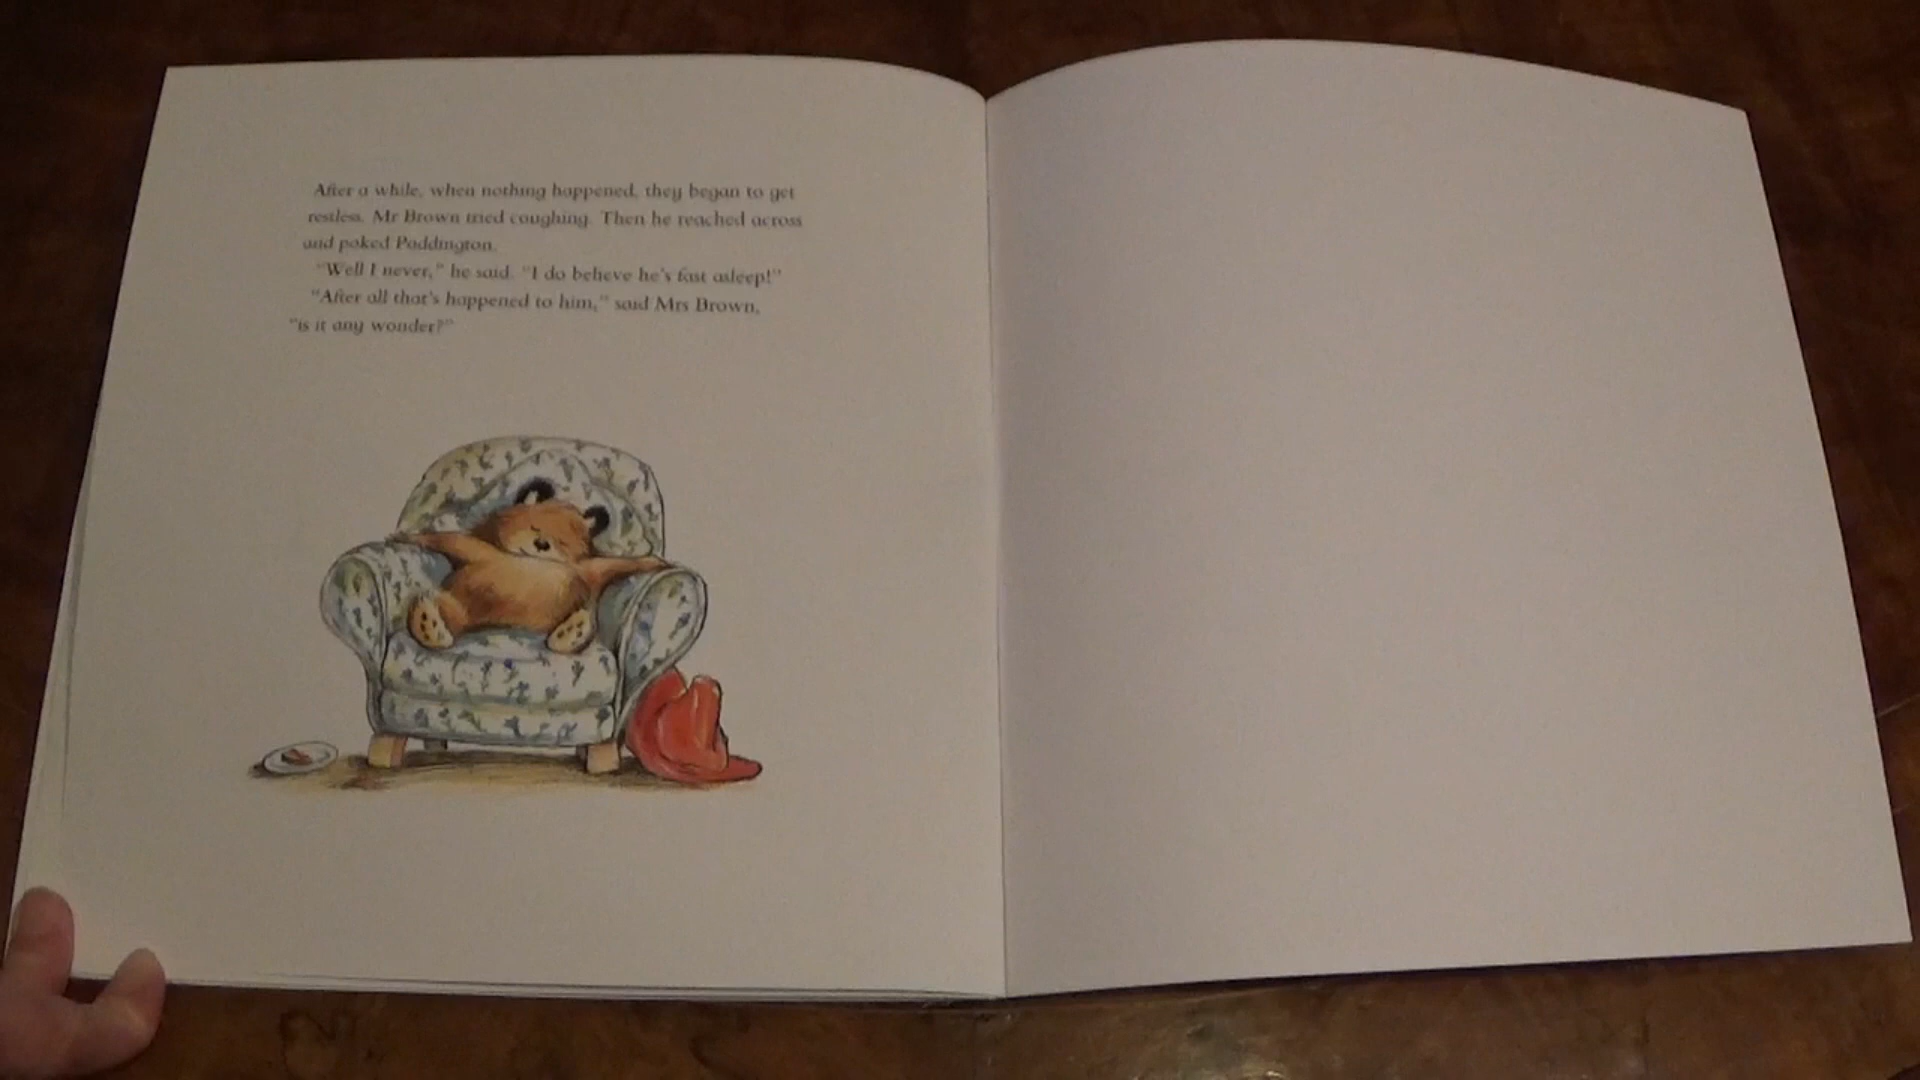 After a while, when nothing happened, they began to get
restless. Mr Brown tried coughing. Then he reached across
and poked Paddington.
"Well I never," he said. "I do believe he's fast asleep!"
"After all that's happened to him," said Mrs Brown,
"is it any wonder?"